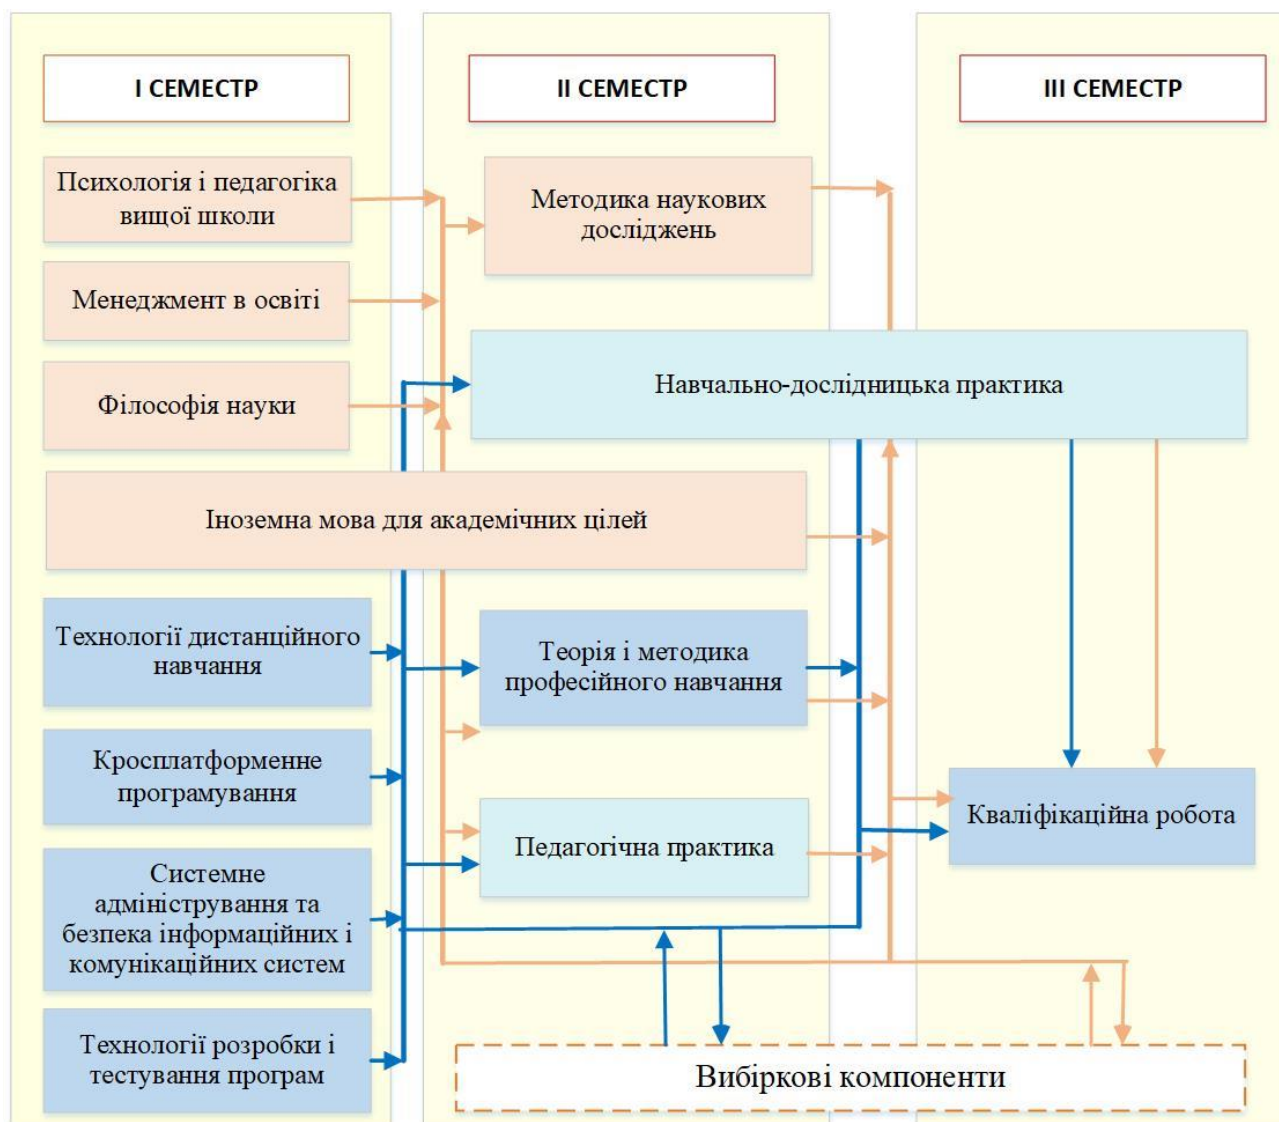 І СЕМЕСТР
Психологія і педагогіка
вищої школи
Менеджмент в освіті
Філософія науки
Іноземна мова для академічних цілей
Технології дистанційного
навчання
Кросплатформенне
програмування
Системне
адміністрування та
безпека інформаційних і
комунікаційних систем
Технології розробки і
тестування програм
ІІ СЕМЕСТР
Методика наукових
досліджень
Навчально-дослідницька практика
Теорія і методика
професійного навчання
Педагогічна практика
Вибіркові компоненти
ІІІ СЕМЕСТР
Кваліфікаційна робота